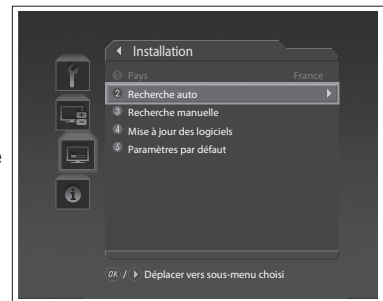 Installation
1 Pays France
2 Recherche auto
3 Recherche manuelle
4 Mise à jour des logiciels
5 Paramètres par défaut
OK / Déplacer vers sous-menu choisi
e